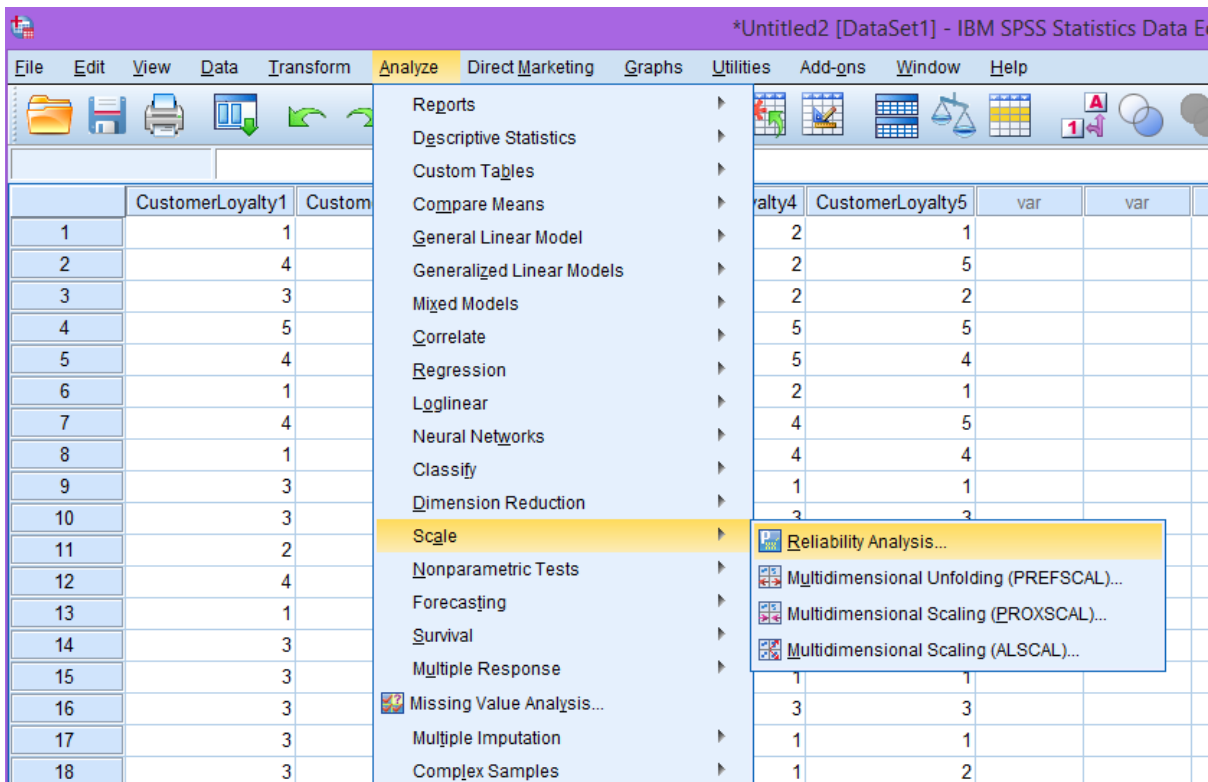 *Untitled2 [DataSet1] - IBM SPSS Statistics Data E
File Edit View Data Transform Analyze Direct Marketing Graphs Utilities Add-ons Window Help
Reports
Descriptive Statistics
Custom Tables
CustomerLoyalty1 Custom Compare Means yalty4 CustomerLoyalty5 var var
1 1 General Linear Model 2 1
2 4 Generalized Linear Models 2 5
3 3 Mixed Models 2 2
4 5 Correlate 5 5
5 4 Regression 5 4
6 1 Loglinear 2 1
7 4 Neural Networks 4 5
8 1 Classify 4 4
9 3 Dimension Reduction 1 1
10 3 Scale 3 3
Reliability Analysis...
11 2 Nonparametric Tests
12 4 Forecasting Multidimensional Unfolding (PREFSCAL)...
13 1 Survival Multidimensional Scaling (PROXSCAL)...
14 3 Multiple Response Multidimensional Scaling (ALSCAL)...
15 3 1 1
16 3 Missing Value Analysis... 3 3
17 3 Multiple Imputation 1 1
18 3 Complex Samples 1 2